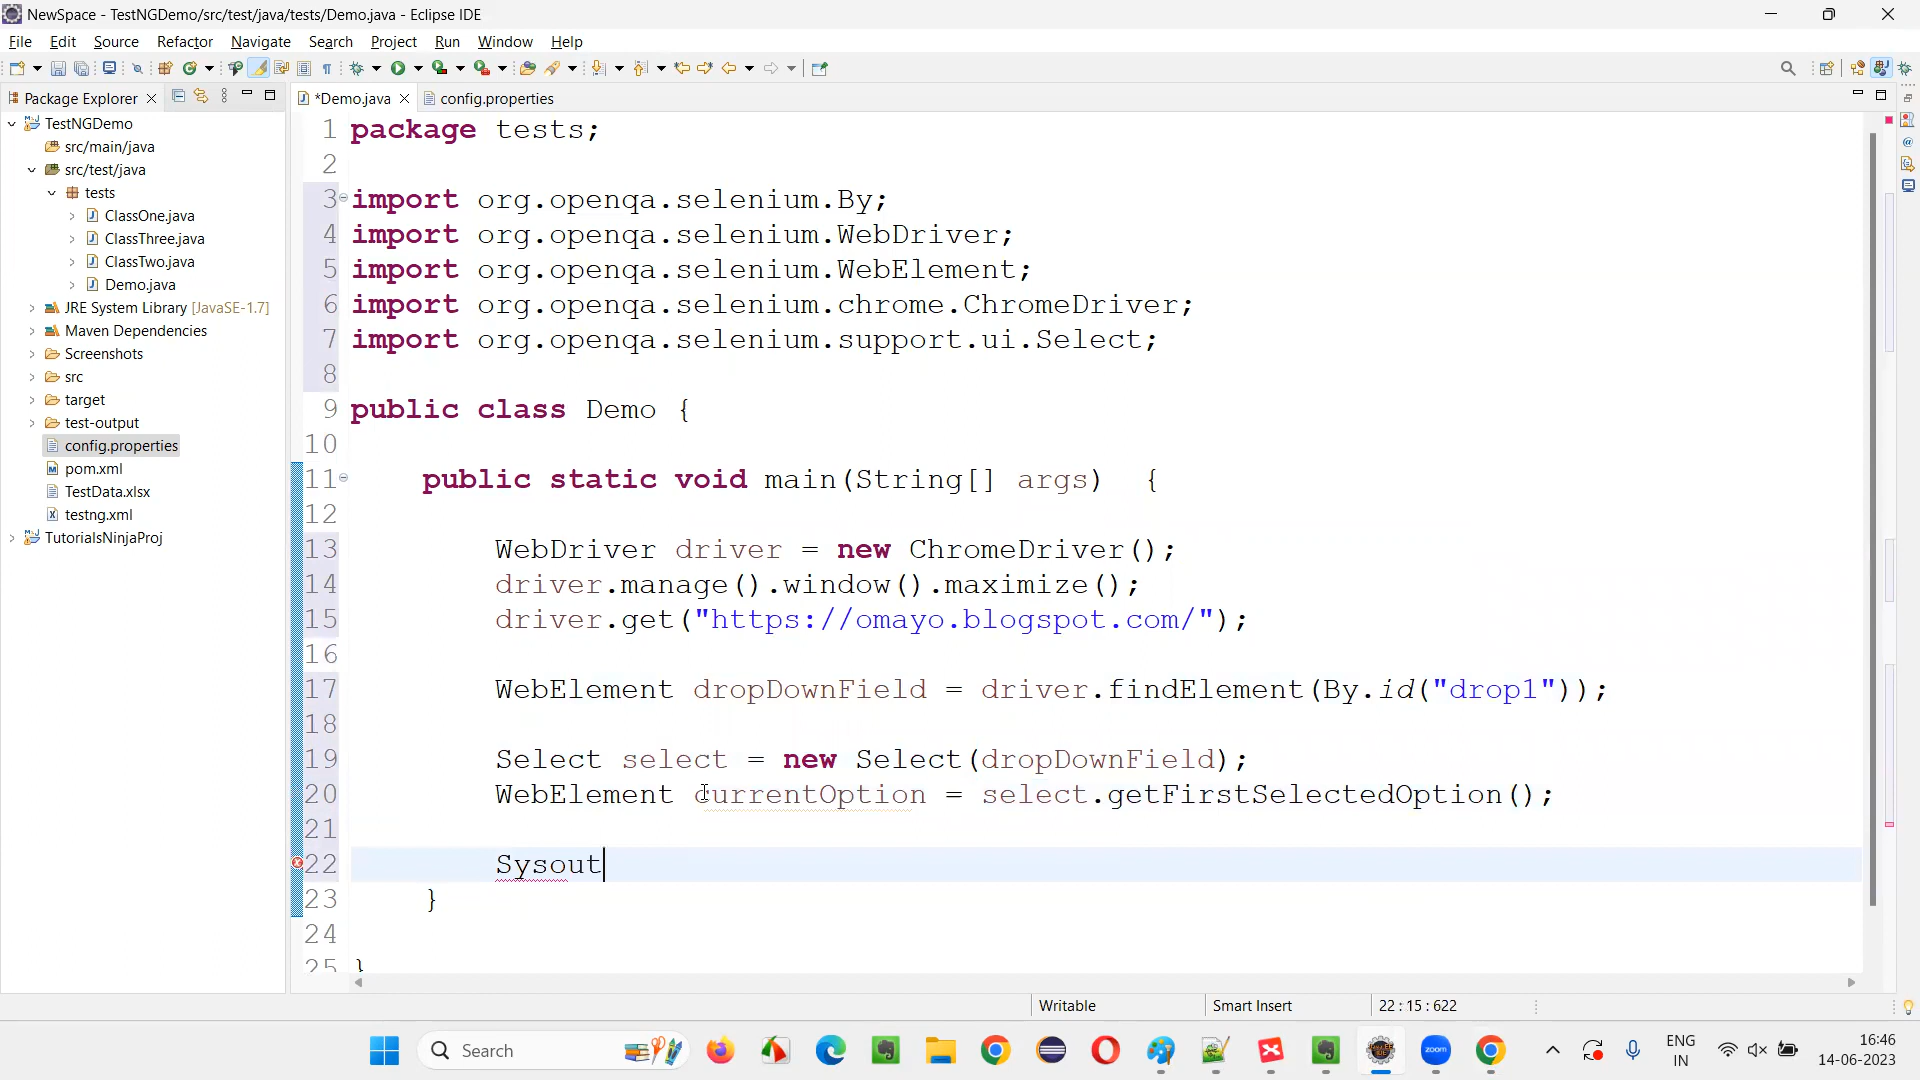 NewSpace - TestNGDemo/src/test/java/tests/Demo.java - Eclipse IDE
File Edit Source Refactor Navigate Search Project Run Window Help
Package Explorer
*Demo.java
config.properties
TestNGDemo
src/main/java
src/test/java
tests
ClassOne.java
ClassThree.java
ClassTwo.java
Demo.java
JRE System Library [JavaSE-1.7]
Maven Dependencies
Screenshots
src
target
test-output
config.properties
pom.xml
TestData.xlsx
testng.xml
TutorialsNinjaProj
1 package tests;
2
3 import org.openqa.selenium.By;
4 import org.openqa.selenium.WebDriver;
5 import org.openqa.selenium.WebElement;
6 import org.openqa.selenium.chrome.ChromeDriver;
7 import org.openqa.selenium.support.ui.Select;
8
9 public class Demo {
10
11 public static void main(String[] args) {
12
13 WebDriver driver = new ChromeDriver();
14 driver.manage().window().maximize();
15 driver.get("https://omayo.blogspot.com/");
16
17 WebElement dropDownField = driver.findElement(By.id("drop1"));
18
19 Select select = new Select(dropDownField);
20 WebElement currentOption = select.getFirstSelectedOption();
21
22 Sysout
23 }
24
25 }
Writable
Smart Insert
22 : 15 : 622
Search
zoom
ENG
IN
16:46
14-06-2023